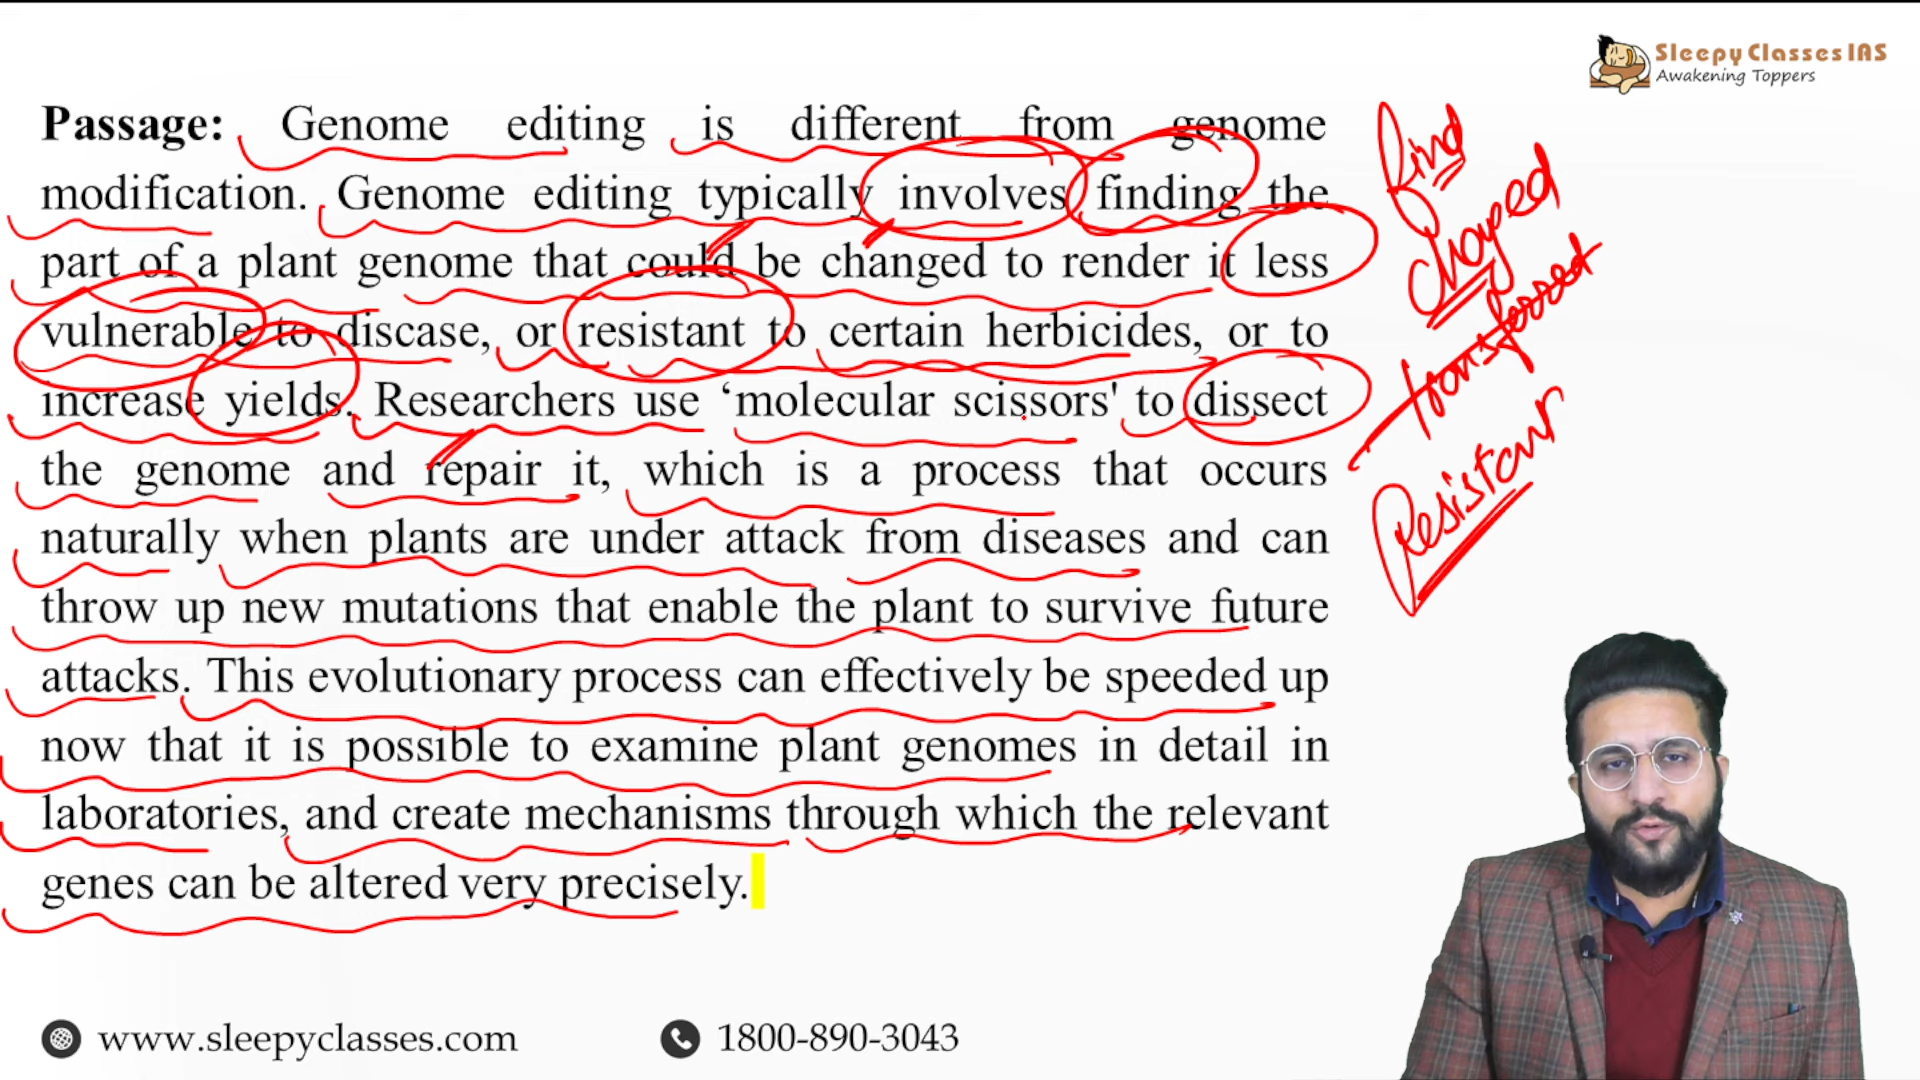 Sleepy Classes IAS
Awakening Toppers
Passage: Genome editing is different from genome
modification. Genome editing typically involves finding the
part of a plant genome that could be changed to render it less
vulnerable to discase, or resistant to certain herbicides, or to
increase yields. Researchers use ‘molecular scissors' to dissect
the genome and repair it, which is a process that occurs
naturally when plants are under attack from diseases and can
throw up new mutations that enable the plant to survive future
attacks. This evolutionary process can effectively be speeded up
now that it is possible to examine plant genomes in detail in
laboratories, and create mechanisms through which the relevant
genes can be altered very precisely.
find
Resistant
www.sleepyclasses.com
1800-890-3043